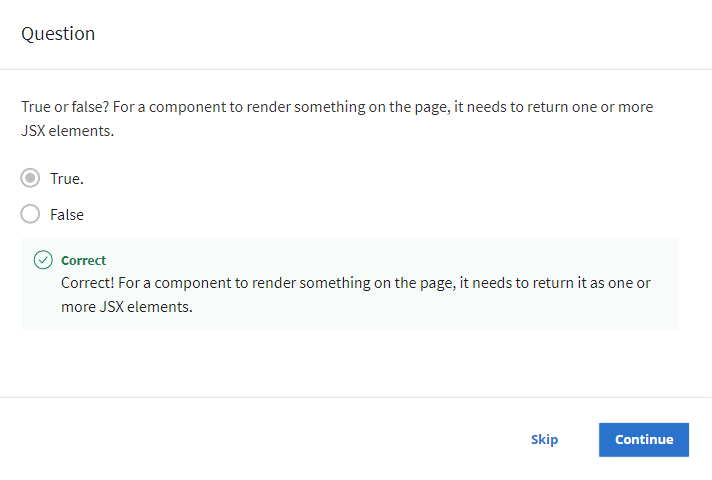 Question
True or false? For a component to render something on the page, it needs to return one or more
JSX elements.
True.
False
Correct
Correct! For a component to render something on the page, it needs to return it as one or
more JSX elements.
Skip
Continue